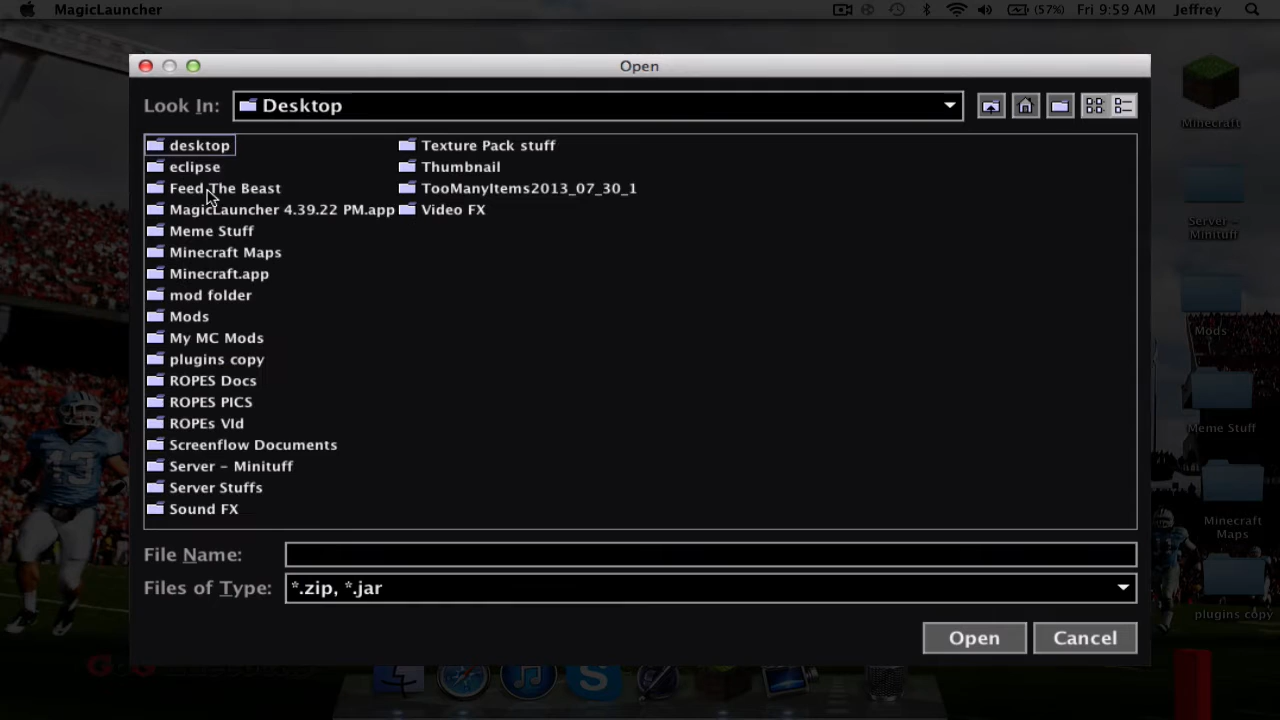 MagicLauncher
(57%)
Fri 9:59 AM
Jeffrey
Open
Look In:
Desktop
desktop
eclipse
Feed The Beast
MagicLauncher 4.39.22 PM.app
Meme Stuff
Minecraft Maps
Minecraft.app
mod folder
Mods
My MC Mods
plugins copy
ROPES Docs
ROPES PICS
ROPEs VId
Screenflow Documents
Server - Minituff
Server Stuffs
Sound FX
Texture Pack stuff
Thumbnail
TooManyItems2013_07_30_1
Video FX
File Name:
Files of Type:
*.zip, *.jar
Open
Cancel
Minecraft
Server -
Minituff
Mods
Meme Stuff
Minecraft
Maps
plugins copy